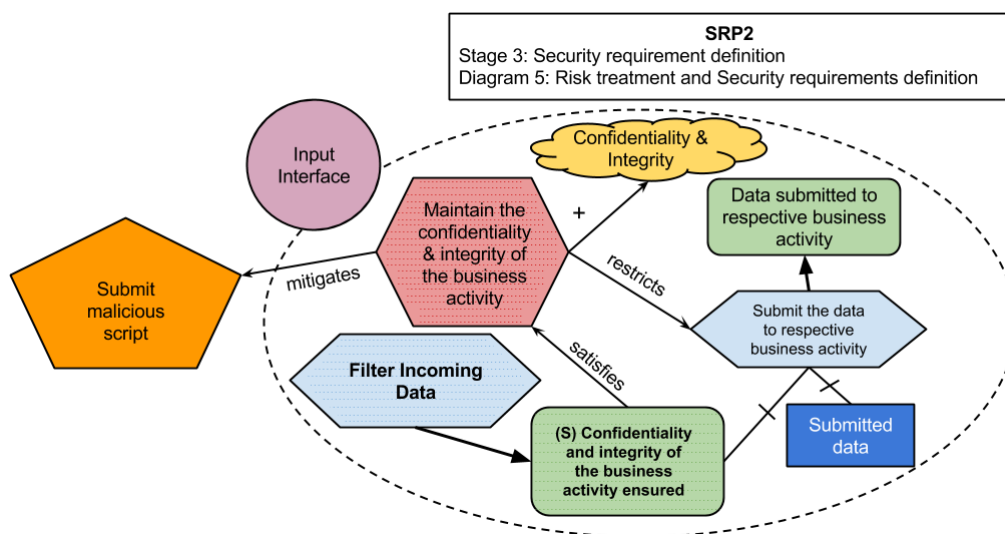 SRP2
Stage 3: Security requirement definition
Diagram 5: Risk treatment and Security requirements definition
Input
Interface
Confidentiality &
Integrity
Maintain the
confidentiality
& integrity of
the business
activity
+
Data submitted to
respective business
activity
mitigates
restricts
Submit
malicious
script
Submit the data
to respective
business activity
Filter Incoming
Data
satisfies
(S) Confidentiality
and integrity of
the business
activity ensured
Submitted
data